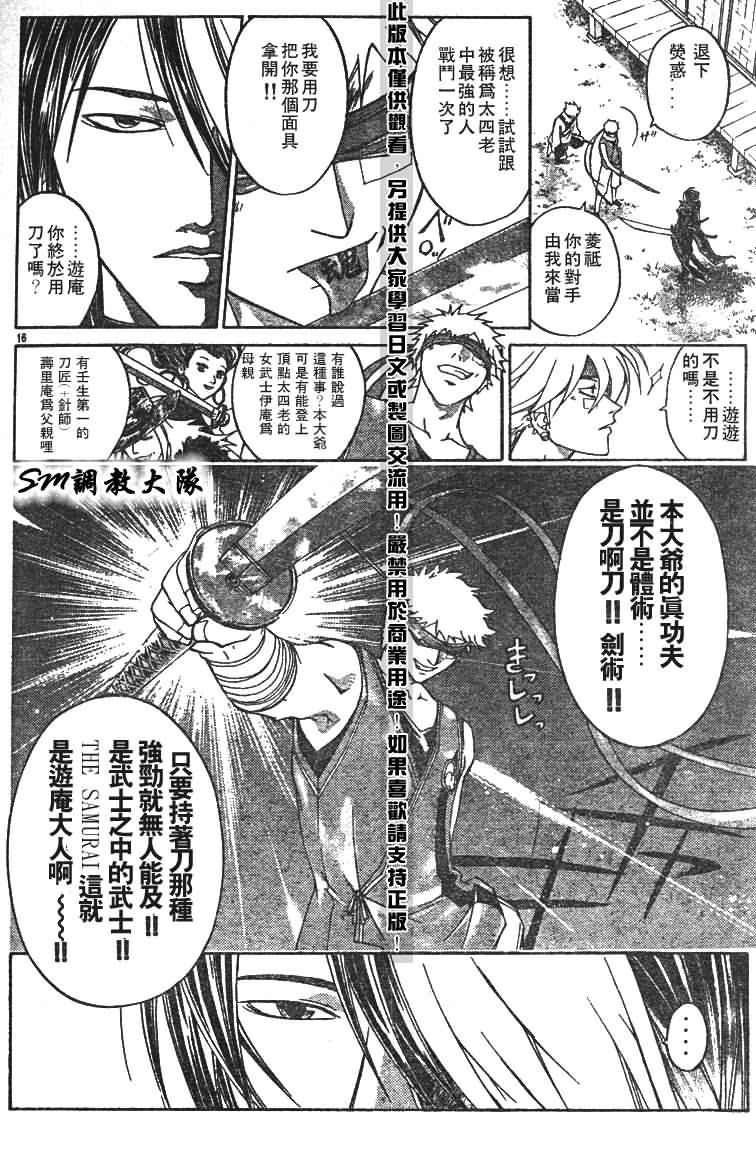 退下
熒惑……
菱祗
你的對手
由我來當
很想……試試跟
被稱為太四老
中最強的人
戰鬥一次了
我要用刀
把你那個面具
拿開!!
……遊庵
你終於用
刀了嗎?
……遊遊
不是不用刀
的嗎……
有誰說過
這種事?本大爺
可是有能登上
頂點太四老的
女武士伊庵為
母親
有壬生第一的
刀匠(+針師)
壽里庵為父親哩
16
SM調教大隊
本大爺的真功夫
並不是體術……
是刀啊刀!!劍術!!
きっ
しっ
しっ
只要持著刀那種
強勁就無人能及!!
是武士之中的武士!!
THE SAMURAI這就
是遊庵大人啊~~!!
……
此版本僅供觀看,另提供大家學習日文或製圖交流用!嚴禁用於商業用途!如果喜歡請支持正版!